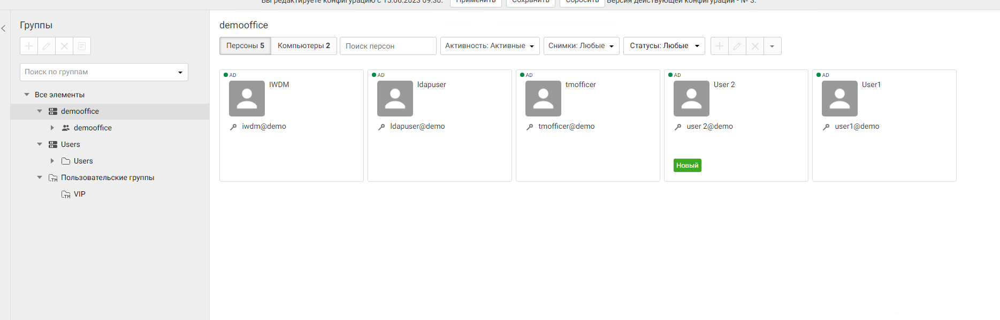 Вы редактируете конфигурацию с 15.06.2023 09:30. Применить Сохранить Сбросить Версия действующей конфигурации - № 3.
Группы
Поиск по группам
Все элементы
demooffice
demooffice
Users
Users
Пользовательские группы
VIP
demooffice
Персоны 5 Компьютеры 2 Поиск персон Активность: Активные Снимки: Любые Статусы: Любые
AD
IWDM
iwdm@demo
AD
ldapuser
ldapuser@demo
AD
tmofficer
tmofficer@demo
AD
User 2
user 2@demo
Новый
AD
User1
user1@demo